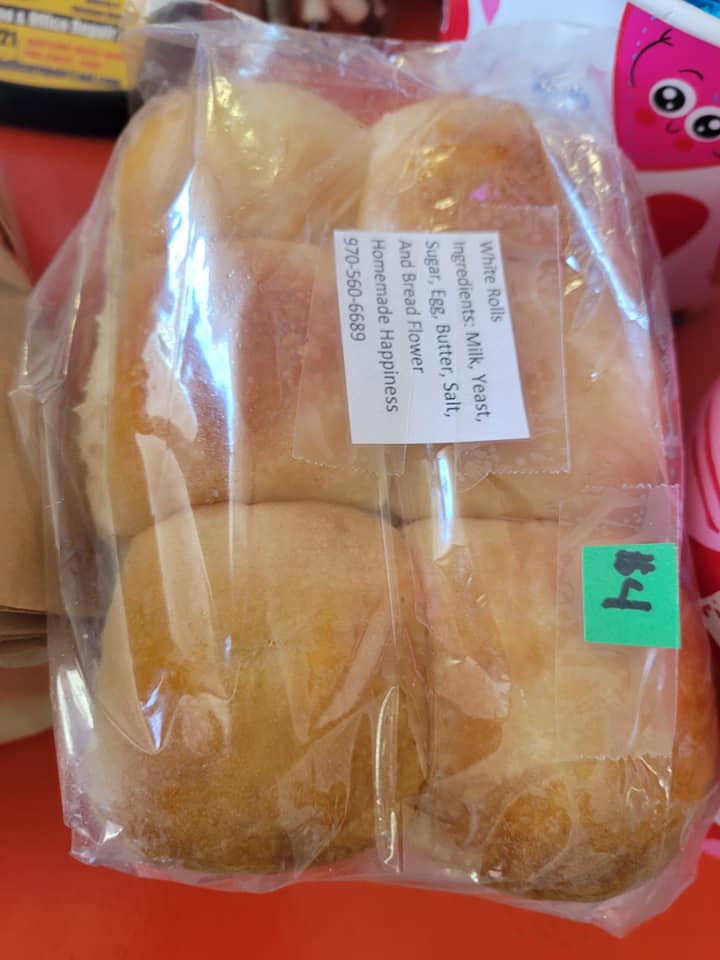 White Rolls
Ingredients: Milk, Yeast,
Sugar, Egg, Butter, Salt,
And Bread Flower
Homemade Happiness
970-560-6689
$4